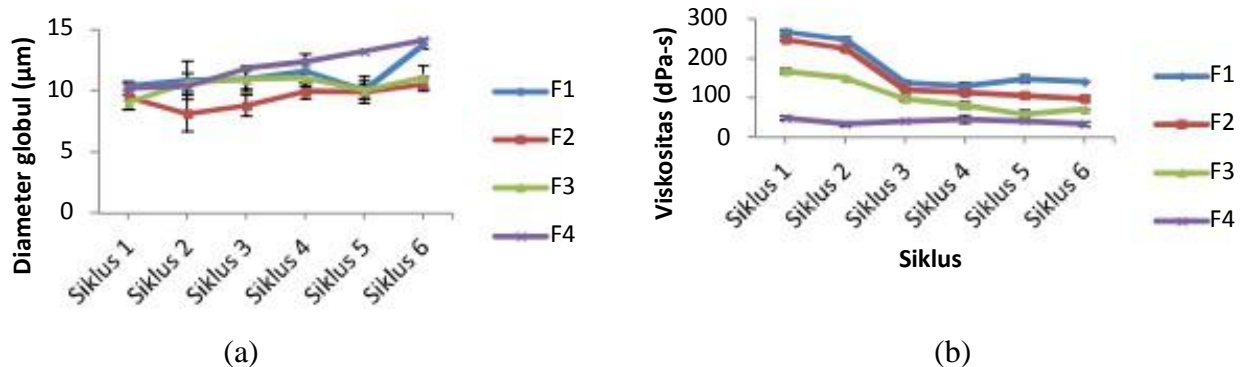 Diameter globul (µm)
15
10
5
0
Siklus 1
Siklus 2
Siklus 3
Siklus 4
Siklus 5
Siklus 6
F1
F2
F3
F4
(a)
Viskositas (dPa-s)
300
200
100
0
Siklus 1
Siklus 2
Siklus 3
Siklus 4
Siklus 5
Siklus 6
Siklus
F1
F2
F3
F4
(b)